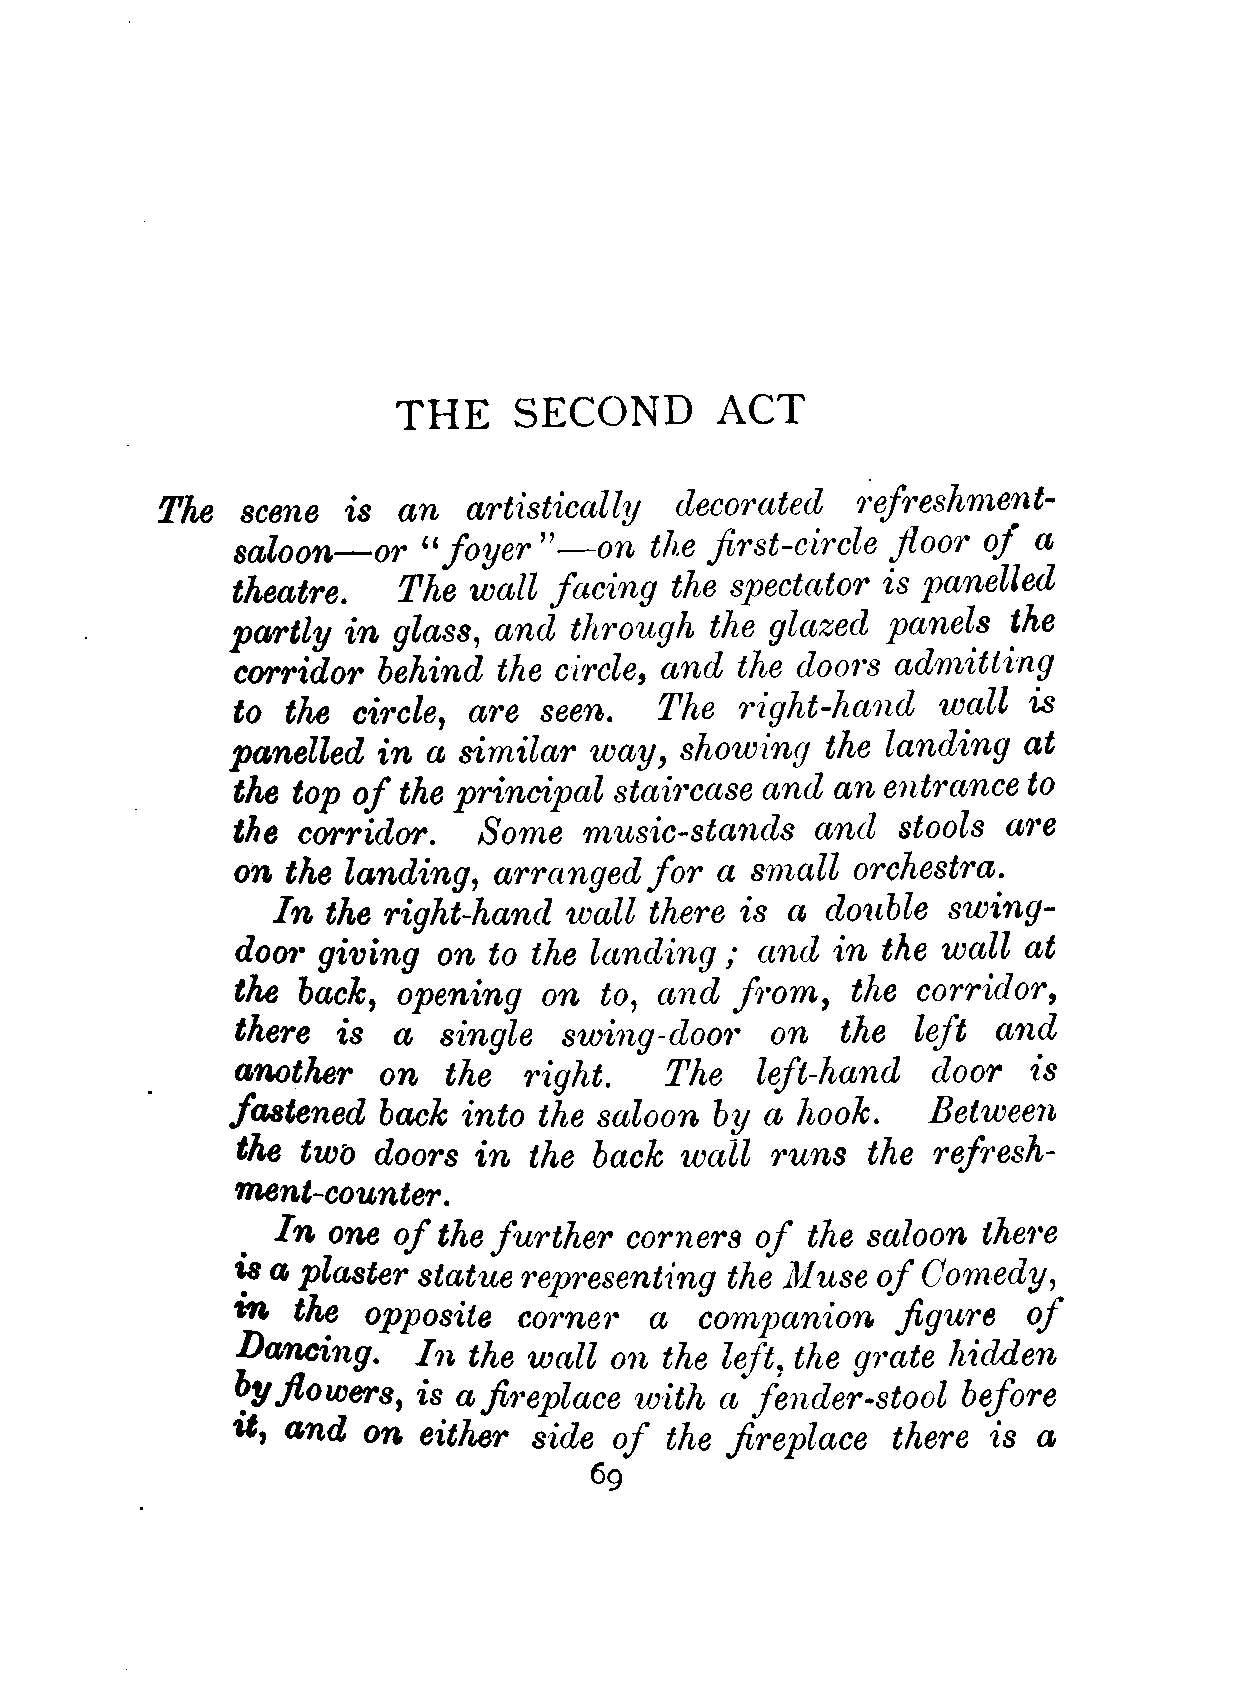 THE SECOND ACT
The scene is an artistically decorated refreshment-
saloon—or “foyer”—on the first-circle floor of a
theatre. The wall facing the spectator is panelled
partly in glass, and through the glazed panels the
corridor behind the circle, and the doors admitting
to the circle, are seen. The right-hand wall is
panelled in a similar way, showing the landing at
the top of the principal staircase and an entrance to
the corridor. Some music-stands and stools are
on the landing, arranged for a small orchestra.
In the right-hand wall there is a double swing-
door giving on to the landing; and in the wall at
the back, opening on to, and from, the corridor,
there is a single swing-door on the left and
another on the right. The left-hand door is
fastened back into the saloon by a hook. Between
the two doors in the back wall runs the refresh-
ment-counter.
In one of the further corners of the saloon there
is a plaster statue representing the Muse of Comedy,
in the opposite corner a companion figure of
Dancing. In the wall on the left, the grate hidden
by flowers, is a fireplace with a fender-stool before
it, and on either side of the fireplace there is a
69